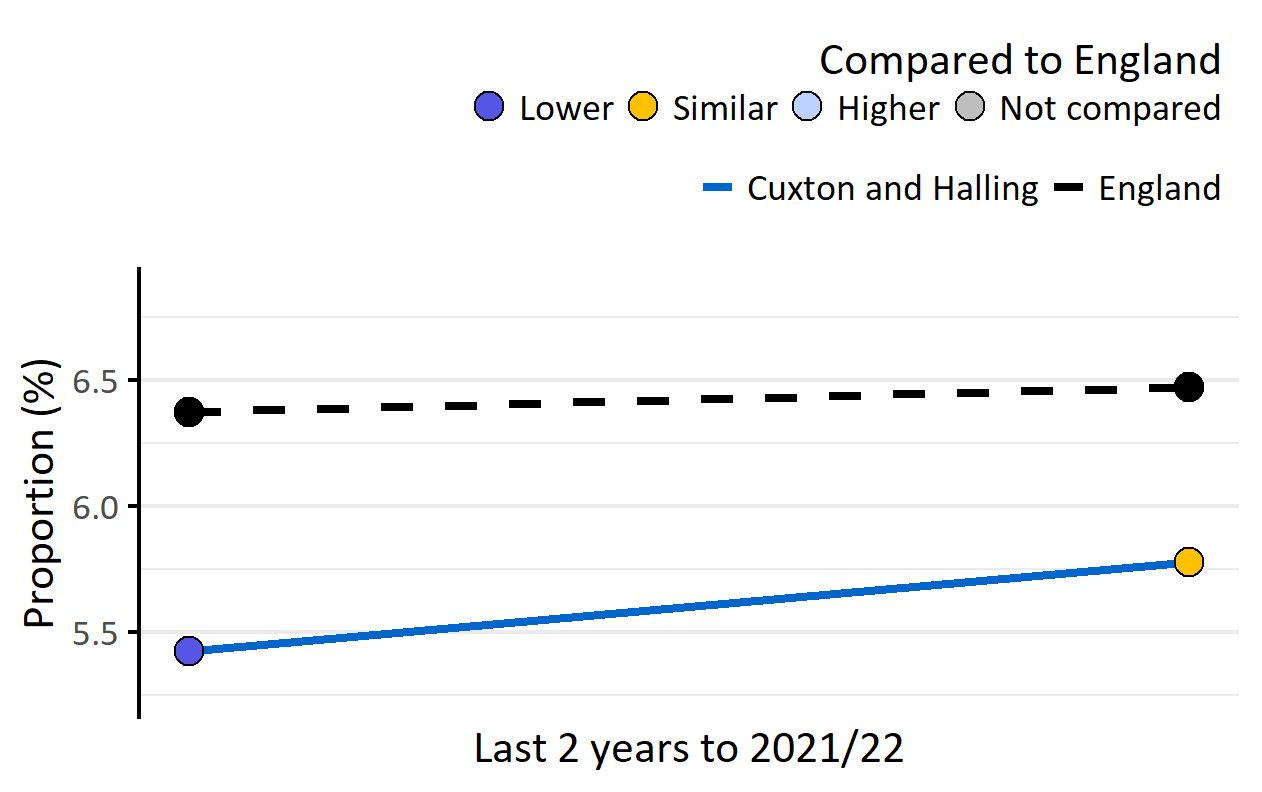 Compared to England
Lower Similar Higher Not compared
Cuxton and Halling England
Proportion (%)
6.5
6.0
5.5
Last 2 years to 2021/22